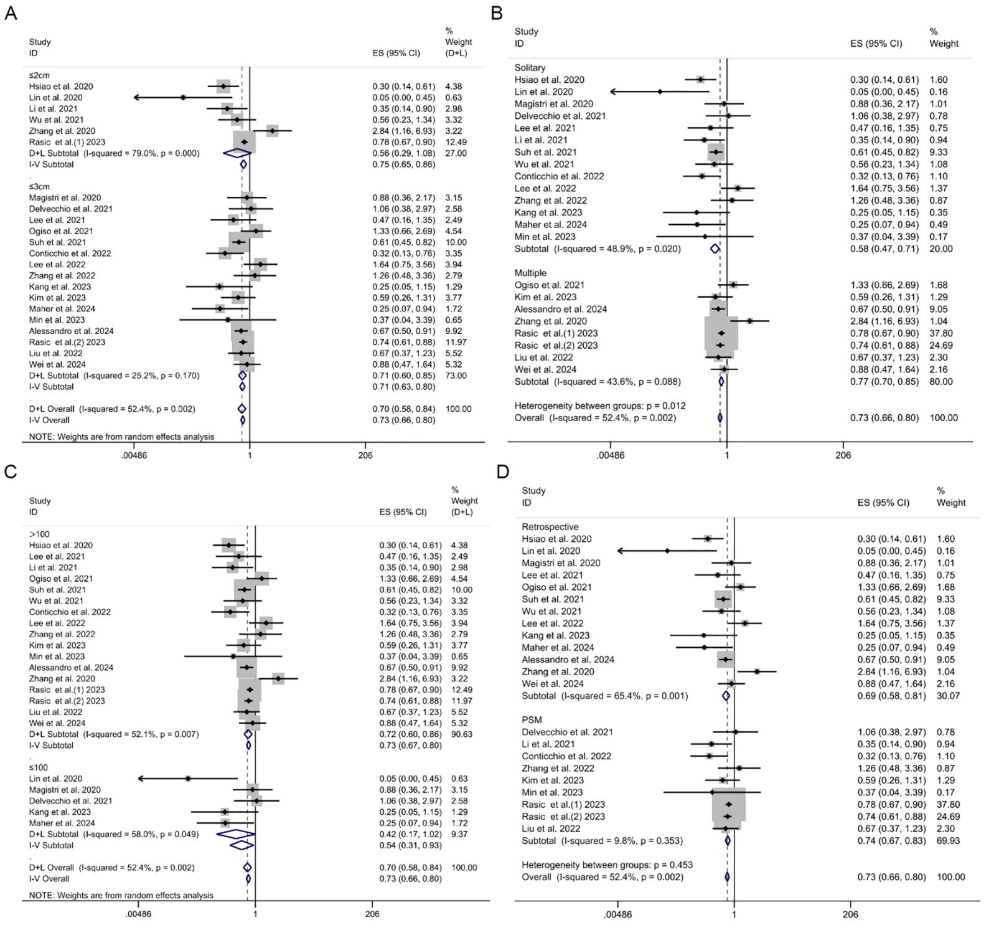 A
%
Study Weight
ID ES (95% CI) (D+L)
≤2cm
Hsiao et al. 2020 0.30 (0.14, 0.61) 4.38
Lin et al. 2020 0.05 (0.00, 0.45) 0.63
Li et al. 2021 0.35 (0.14, 0.90) 2.98
Wu et al. 2021 0.56 (0.23, 1.34) 3.32
Zhang et al. 2020 2.84 (1.16, 6.93) 3.22
Rasic et al.(1) 2023 0.78 (0.67, 0.90) 12.49
D+L Subtotal (I-squared = 79.0%, p = 0.000) 0.56 (0.29, 1.08) 27.00
I-V Subtotal 0.75 (0.65, 0.86)
.
≤3cm
Magistri et al. 2020 0.88 (0.36, 2.17) 3.15
Delvecchio et al. 2021 1.06 (0.38, 2.97) 2.58
Lee et al. 2021 0.47 (0.16, 1.35) 2.49
Ogiso et al. 2021 1.33 (0.66, 2.69) 4.54
Suh et al. 2021 0.61 (0.45, 0.82) 10.00
Conticchio et al. 2022 0.32 (0.13, 0.76) 3.35
Lee et al. 2022 1.64 (0.75, 3.56) 3.94
Zhang et al. 2022 1.26 (0.48, 3.36) 2.79
Kang et al. 2023 0.25 (0.05, 1.15) 1.29
Kim et al. 2023 0.59 (0.26, 1.31) 3.77
Maher et al. 2024 0.25 (0.07, 0.94) 1.72
Min et al. 2023 0.37 (0.04, 3.39) 0.65
Alessandro et al. 2024 0.67 (0.50, 0.91) 9.92
Rasic et al.(2) 2023 0.74 (0.61, 0.88) 11.97
Liu et al. 2022 0.67 (0.37, 1.23) 5.52
Wei et al. 2024 0.88 (0.47, 1.64) 5.32
D+L Subtotal (I-squared = 25.2%, p = 0.170) 0.71 (0.60, 0.85) 73.00
I-V Subtotal 0.71 (0.63, 0.80)
.
D+L Overall (I-squared = 52.4%, p = 0.002) 0.70 (0.58, 0.84) 100.00
I-V Overall 0.73 (0.66, 0.80)
NOTE: Weights are from random effects analysis
.00486 1 206
B
Study %
ID ES (95% CI) Weight
Solitary
Hsiao et al. 2020 0.30 (0.14, 0.61) 1.60
Lin et al. 2020 0.05 (0.00, 0.45) 0.16
Magistri et al. 2020 0.88 (0.36, 2.17) 1.01
Delvecchio et al. 2021 1.06 (0.38, 2.97) 0.78
Lee et al. 2021 0.47 (0.16, 1.35) 0.75
Li et al. 2021 0.35 (0.14, 0.90) 0.94
Suh et al. 2021 0.61 (0.45, 0.82) 9.33
Wu et al. 2021 0.56 (0.23, 1.34) 1.08
Conticchio et al. 2022 0.32 (0.13, 0.76) 1.10
Lee et al. 2022 1.64 (0.75, 3.56) 1.37
Zhang et al. 2022 1.26 (0.48, 3.36) 0.87
Kang et al. 2023 0.25 (0.05, 1.15) 0.35
Maher et al. 2024 0.25 (0.07, 0.94) 0.49
Min et al. 2023 0.37 (0.04, 3.39) 0.17
Subtotal (I-squared = 48.9%, p = 0.020) 0.58 (0.47, 0.71) 20.00
Multiple
Ogiso et al. 2021 1.33 (0.66, 2.69) 1.68
Kim et al. 2023 0.59 (0.26, 1.31) 1.29
Alessandro et al. 2024 0.67 (0.50, 0.91) 9.05
Zhang et al. 2020 2.84 (1.16, 6.93) 1.04
Rasic et al.(1) 2023 0.78 (0.67, 0.90) 37.80
Rasic et al.(2) 2023 0.74 (0.61, 0.88) 24.69
Liu et al. 2022 0.67 (0.37, 1.23) 2.30
Wei et al. 2024 0.88 (0.47, 1.64) 2.16
Subtotal (I-squared = 43.6%, p = 0.088) 0.77 (0.70, 0.85) 80.00
Heterogeneity between groups: p = 0.012
Overall (I-squared = 52.4%, p = 0.002) 0.73 (0.66, 0.80) 100.00
.00486 1 206
C
%
Study Weight
ID ES (95% CI) (D+L)
>100
Hsiao et al. 2020 0.30 (0.14, 0.61) 4.38
Lee et al. 2021 0.47 (0.16, 1.35) 2.49
Li et al. 2021 0.35 (0.14, 0.90) 2.98
Ogiso et al. 2021 1.33 (0.66, 2.69) 4.54
Suh et al. 2021 0.61 (0.45, 0.82) 10.00
Wu et al. 2021 0.56 (0.23, 1.34) 3.32
Conticchio et al. 2022 0.32 (0.13, 0.76) 3.35
Lee et al. 2022 1.64 (0.75, 3.56) 3.94
Zhang et al. 2022 1.26 (0.48, 3.36) 2.79
Kim et al. 2023 0.59 (0.26, 1.31) 3.77
Min et al. 2023 0.37 (0.04, 3.39) 0.65
Alessandro et al. 2024 0.67 (0.50, 0.91) 9.92
Zhang et al. 2020 2.84 (1.16, 6.93) 3.22
Rasic et al.(1) 2023 0.78 (0.67, 0.90) 12.49
Rasic et al.(2) 2023 0.74 (0.61, 0.88) 11.97
Liu et al. 2022 0.67 (0.37, 1.23) 5.52
Wei et al. 2024 0.88 (0.47, 1.64) 5.32
D+L Subtotal (I-squared = 52.1%, p = 0.007) 0.72 (0.60, 0.86) 90.63
I-V Subtotal 0.73 (0.67, 0.80)
.
≤100
Lin et al. 2020 0.05 (0.00, 0.45) 0.63
Magistri et al. 2020 0.88 (0.36, 2.17) 3.15
Delvecchio et al. 2021 1.06 (0.38, 2.97) 2.58
Kang et al. 2023 0.25 (0.05, 1.15) 1.29
Maher et al. 2024 0.25 (0.07, 0.94) 1.72
D+L Subtotal (I-squared = 58.0%, p = 0.049) 0.42 (0.17, 1.02) 9.37
I-V Subtotal 0.54 (0.31, 0.93)
.
D+L Overall (I-squared = 52.4%, p = 0.002) 0.70 (0.58, 0.84) 100.00
I-V Overall 0.73 (0.66, 0.80)
NOTE: Weights are from random effects analysis
.00486 1 206
D
Study %
ID ES (95% CI) Weight
Retrospective
Hsiao et al. 2020 0.30 (0.14, 0.61) 1.60
Lin et al. 2020 0.05 (0.00, 0.45) 0.16
Magistri et al. 2020 0.88 (0.36, 2.17) 1.01
Lee et al. 2021 0.47 (0.16, 1.35) 0.75
Ogiso et al. 2021 1.33 (0.66, 2.69) 1.68
Suh et al. 2021 0.61 (0.45, 0.82) 9.33
Wu et al. 2021 0.56 (0.23, 1.34) 1.08
Lee et al. 2022 1.64 (0.75, 3.56) 1.37
Kang et al. 2023 0.25 (0.05, 1.15) 0.35
Maher et al. 2024 0.25 (0.07, 0.94) 0.49
Alessandro et al. 2024 0.67 (0.50, 0.91) 9.05
Zhang et al. 2020 2.84 (1.16, 6.93) 1.04
Wei et al. 2024 0.88 (0.47, 1.64) 2.16
Subtotal (I-squared = 65.4%, p = 0.001) 0.69 (0.58, 0.81) 30.07
PSM
Delvecchio et al. 2021 1.06 (0.38, 2.97) 0.78
Li et al. 2021 0.35 (0.14, 0.90) 0.94
Conticchio et al. 2022 0.32 (0.13, 0.76) 1.10
Zhang et al. 2022 1.26 (0.48, 3.36) 0.87
Kim et al. 2023 0.59 (0.26, 1.31) 1.29
Min et al. 2023 0.37 (0.04, 3.39) 0.17
Rasic et al.(1) 2023 0.78 (0.67, 0.90) 37.80
Rasic et al.(2) 2023 0.74 (0.61, 0.88) 24.69
Liu et al. 2022 0.67 (0.37, 1.23) 2.30
Subtotal (I-squared = 9.8%, p = 0.353) 0.74 (0.67, 0.83) 69.93
Heterogeneity between groups: p = 0.453
Overall (I-squared = 52.4%, p = 0.002) 0.73 (0.66, 0.80) 100.00
.00486 1 206